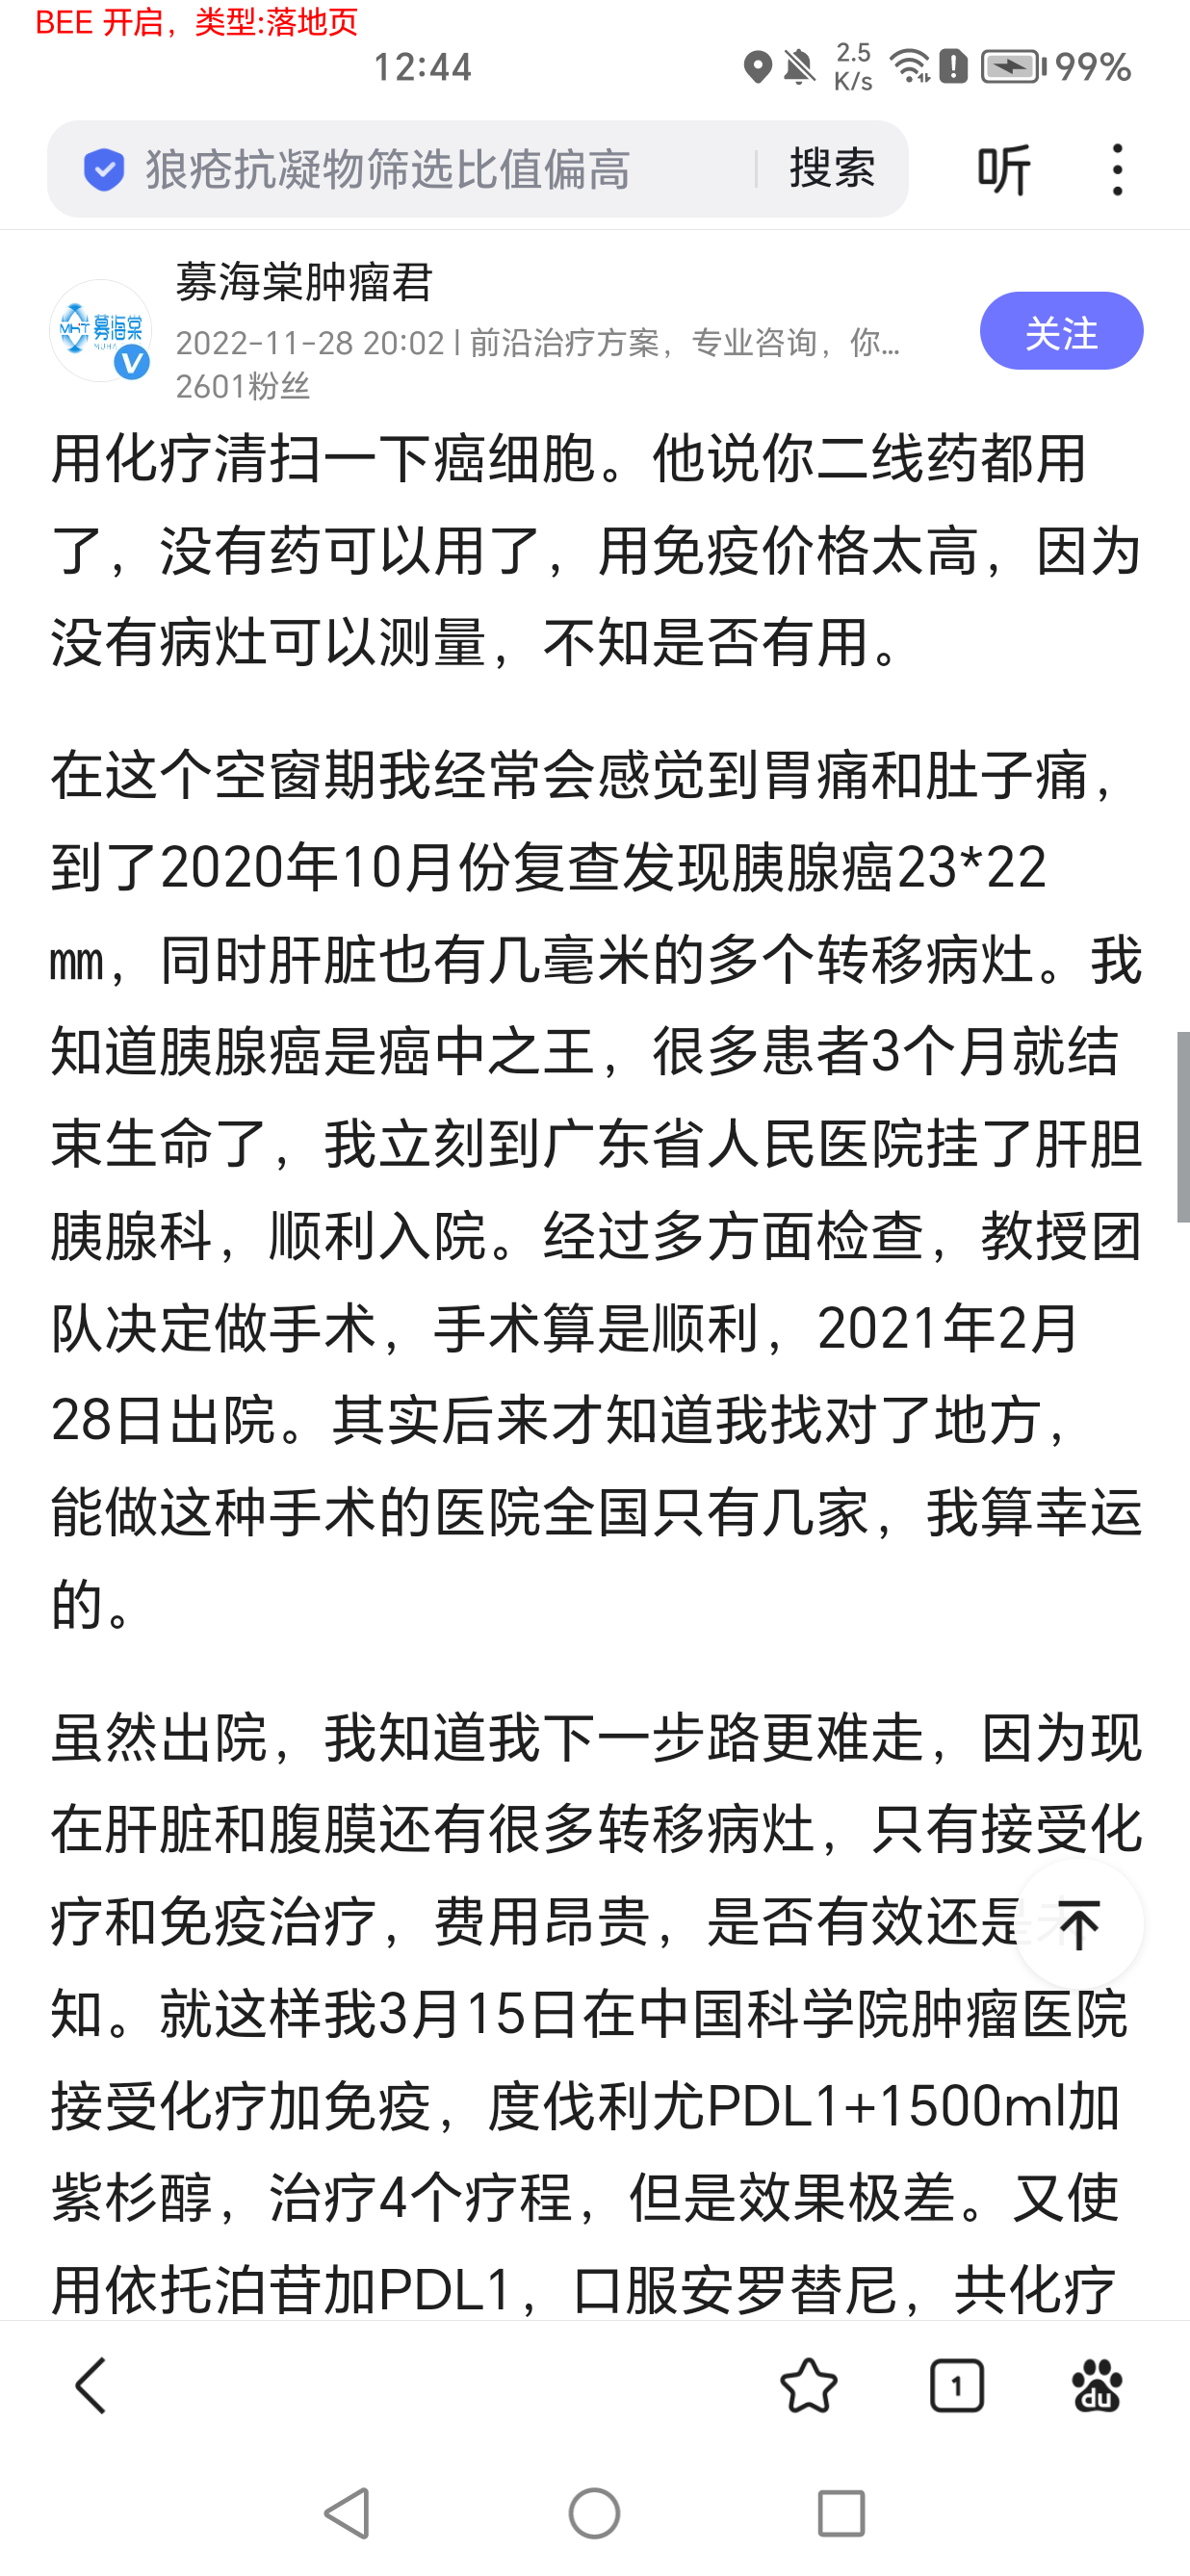 BEE 开启，类型:落地页
12:44
2.5
K/s
99%
狼疮抗凝物筛选比值偏高
搜索
听
募海棠肿瘤君
MHT 募海棠
2022-11-28 20:02 | 前沿治疗方案，专业咨询，你...
2601粉丝
关注
用化疗清扫一下癌细胞。他说你二线药都用
了，没有药可以用了，用免疫价格太高，因为
没有病灶可以测量，不知是否有用。
在这个空窗期我经常会感觉到胃痛和肚子痛，
到了2020年10月份复查发现胰腺癌23*22
mm，同时肝脏也有几毫米的多个转移病灶。我
知道胰腺癌是癌中之王，很多患者3个月就结
束生命了，我立刻到广东省人民医院挂了肝胆
胰腺科，顺利入院。经过多方面检查，教授团
队决定做手术，手术算是顺利，2021年2月
28日出院。其实后来才知道我找对了地方，
能做这种手术的医院全国只有几家，我算幸运
的。
虽然出院，我知道我下一步路更难走，因为现
在肝脏和腹膜还有很多转移病灶，只有接受化
疗和免疫治疗，费用昂贵，是否有效还是未
知。就这样我3月15日在中国科学院肿瘤医院
接受化疗加免疫，度伐利尤PDL1+1500ml加
紫杉醇，治疗4个疗程，但是效果极差。又使
用依托泊苷加PDL1，口服安罗替尼，共化疗
1
du